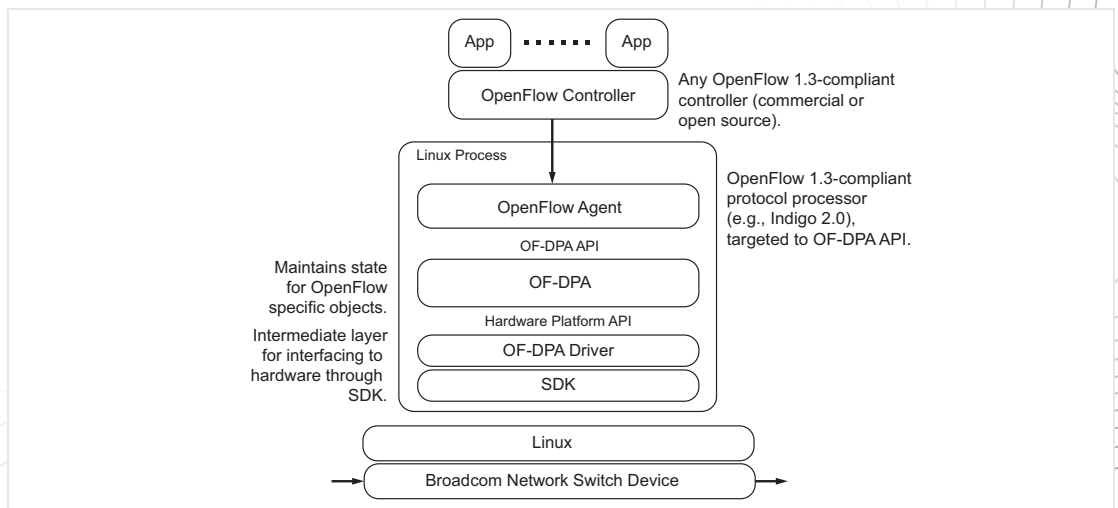 App
App
OpenFlow Controller
Any OpenFlow 1.3-compliant
controller (commercial or
open source).
Linux Process
OpenFlow Agent
OpenFlow 1.3-compliant
protocol processor
(e.g., Indigo 2.0),
targeted to OF-DPA API.
OF-DPA API
Maintains state
for OpenFlow
specific objects.
OF-DPA
Hardware Platform API
Intermediate layer
for interfacing to
hardware through
SDK.
OF-DPA Driver
SDK
Linux
Broadcom Network Switch Device